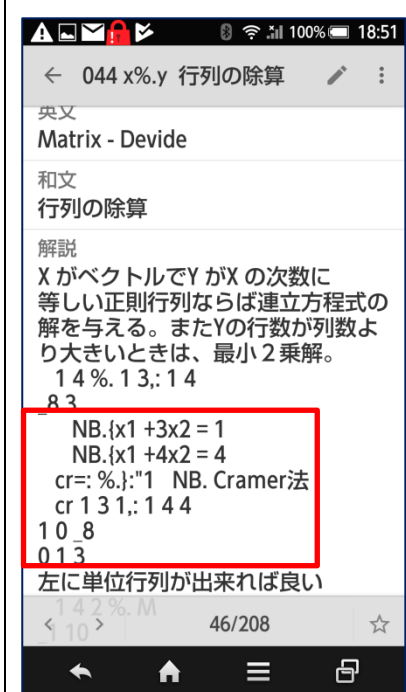 100% 18:51
← 044 x%.y 行列の除算
英文
Matrix - Devide
和文
行列の除算
解説
X がベクトルでY がX の次数に
等しい正則行列ならば連立方程式の
解を与える。またYの行数が列数よ
り大きいときは、最小２乗解。
1 4 %. 1 3,: 1 4
_8 3
NB.{x1 +3x2 = 1
NB.{x1 +4x2 = 4
cr=: %.}:"1 NB. Cramer法
cr 1 3 1,: 1 4 4
1 0 _8
0 1 3
左に単位行列が出来れば良い
1 4 2 %. M
_1 10
< > 46/208